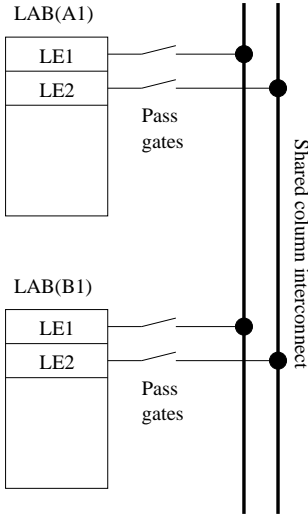 LAB(A1)
LE1
LE2
Pass
gates
Shared column interconnect
LAB(B1)
LE1
LE2
Pass
gates